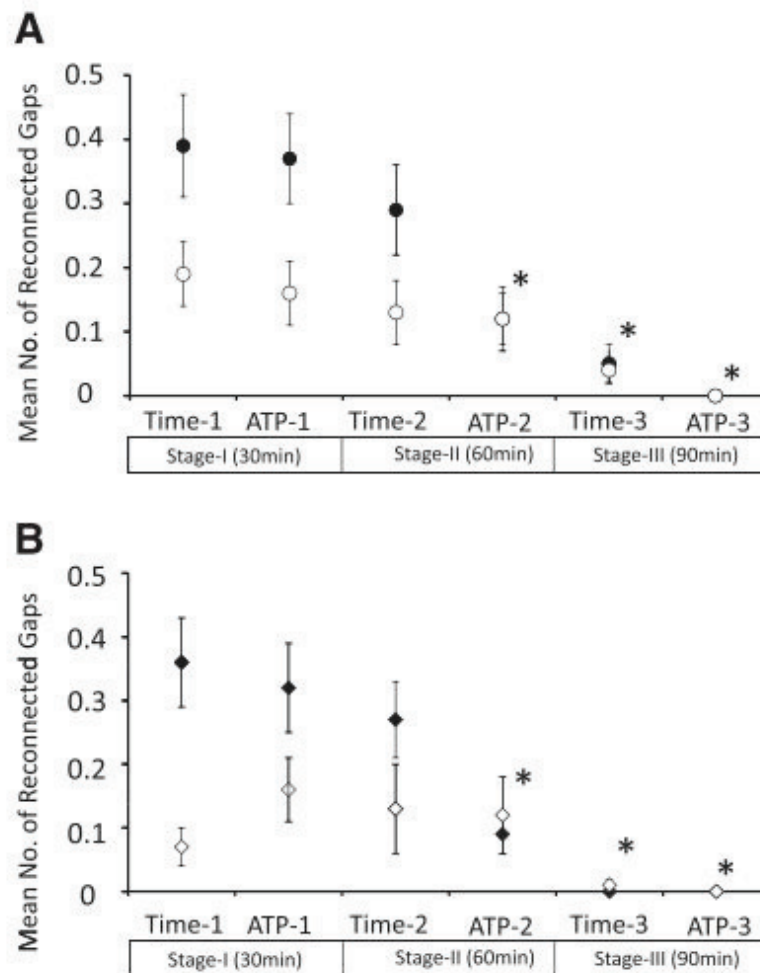 A
Mean No. of Reconnected Gaps
0.5
0.4
0.3
0.2
0.1
0
*
*
*
Time-1 ATP-1 Time-2 ATP-2 Time-3 ATP-3
Stage-I (30min) Stage-II (60min) Stage-III (90min)
B
Mean No. of Reconnected Gaps
0.5
0.4
0.3
0.2
0.1
0
*
*
*
Time-1 ATP-1 Time-2 ATP-2 Time-3 ATP-3
Stage-I (30min) Stage-II (60min) Stage-III (90min)